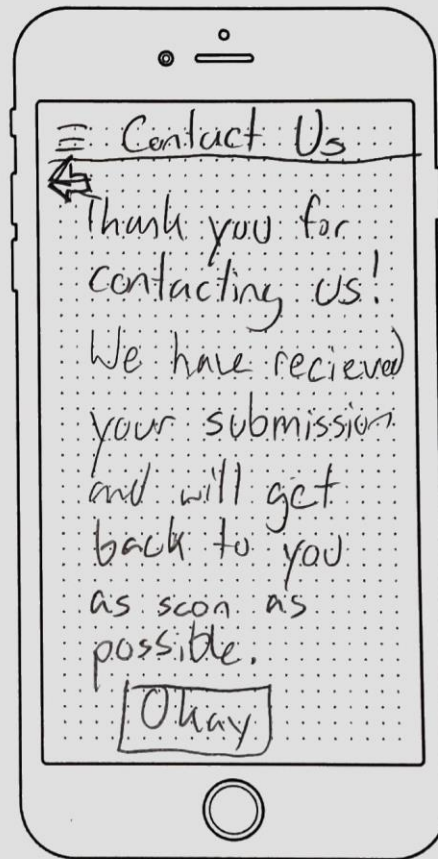 Contact Us
Thank you for
contacting us!
We have recieved
your submission
and will get
back to you
as soon as
possible.
Okay